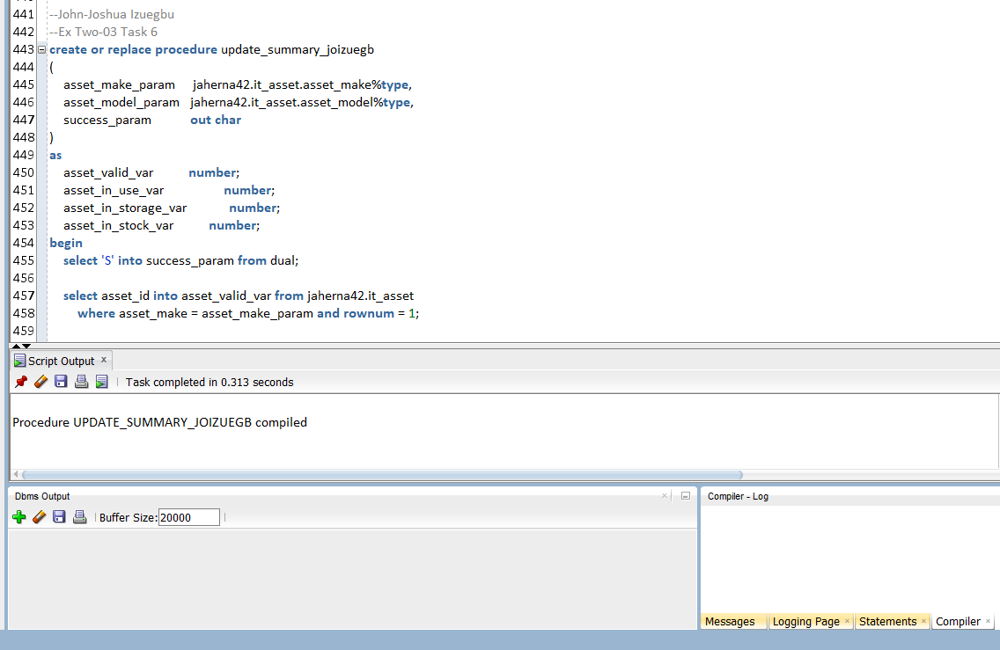 441 --John-Joshua Izuegbu
442 --Ex Two-03 Task 6
443 create or replace procedure update_summary_joizuegb
444 (
445 asset_make_param jaherna42.it_asset.asset_make%type,
446 asset_model_param jaherna42.it_asset.asset_model%type,
447 success_param out char
448 )
449 as
450 asset_valid_var number;
451 asset_in_use_var number;
452 asset_in_storage_var number;
453 asset_in_stock_var number;
454 begin
455 select 'S' into success_param from dual;
456
457 select asset_id into asset_valid_var from jaherna42.it_asset
458 where asset_make = asset_make_param and rownum = 1;
459
Script Output x
Task completed in 0.313 seconds
Procedure UPDATE_SUMMARY_JOIZUEGB compiled
Dbms Output
Buffer Size: 20000
Compiler - Log
Messages Logging Page Statements Compiler